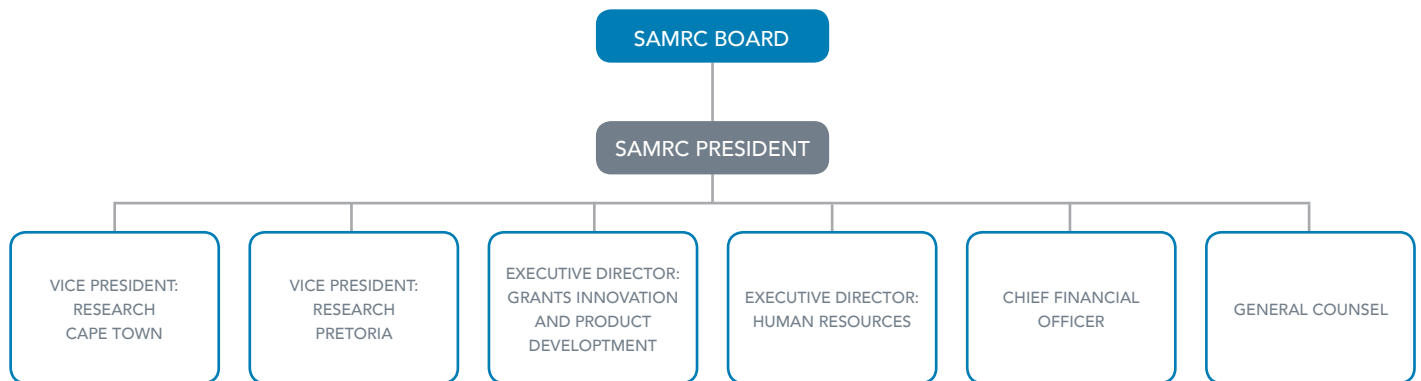 SAMRC BOARD
SAMRC PRESIDENT
VICE PRESIDENT:
RESEARCH
CAPE TOWN
VICE PRESIDENT:
RESEARCH
PRETORIA
EXECUTIVE DIRECTOR:
GRANTS INNOVATION
AND PRODUCT
DEVELOPTMENT
EXECUTIVE DIRECTOR:
HUMAN RESOURCES
CHIEF FINANCIAL
OFFICER
GENERAL COUNSEL